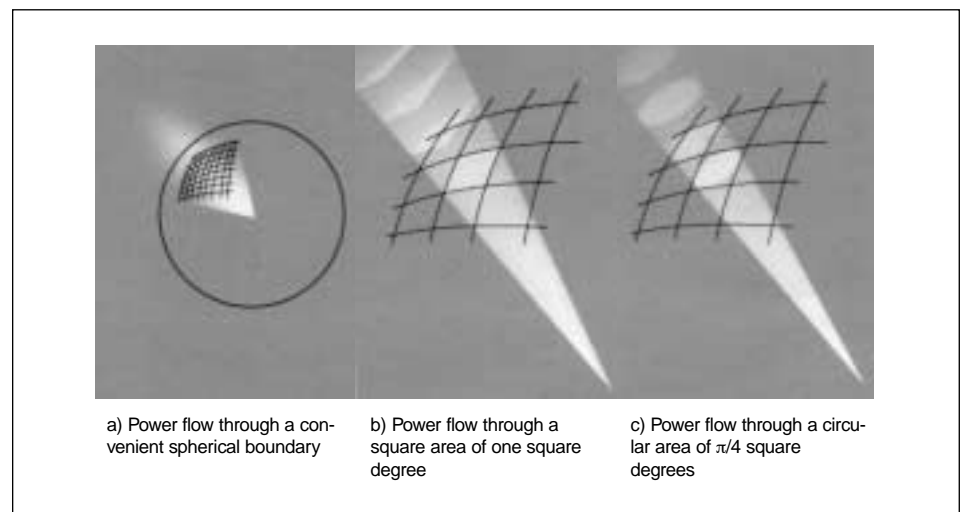 a) Power flow through a con-
venient spherical boundary
b) Power flow through a
square area of one square
degree
c) Power flow through a circu-
lar area of π/4 square
degrees